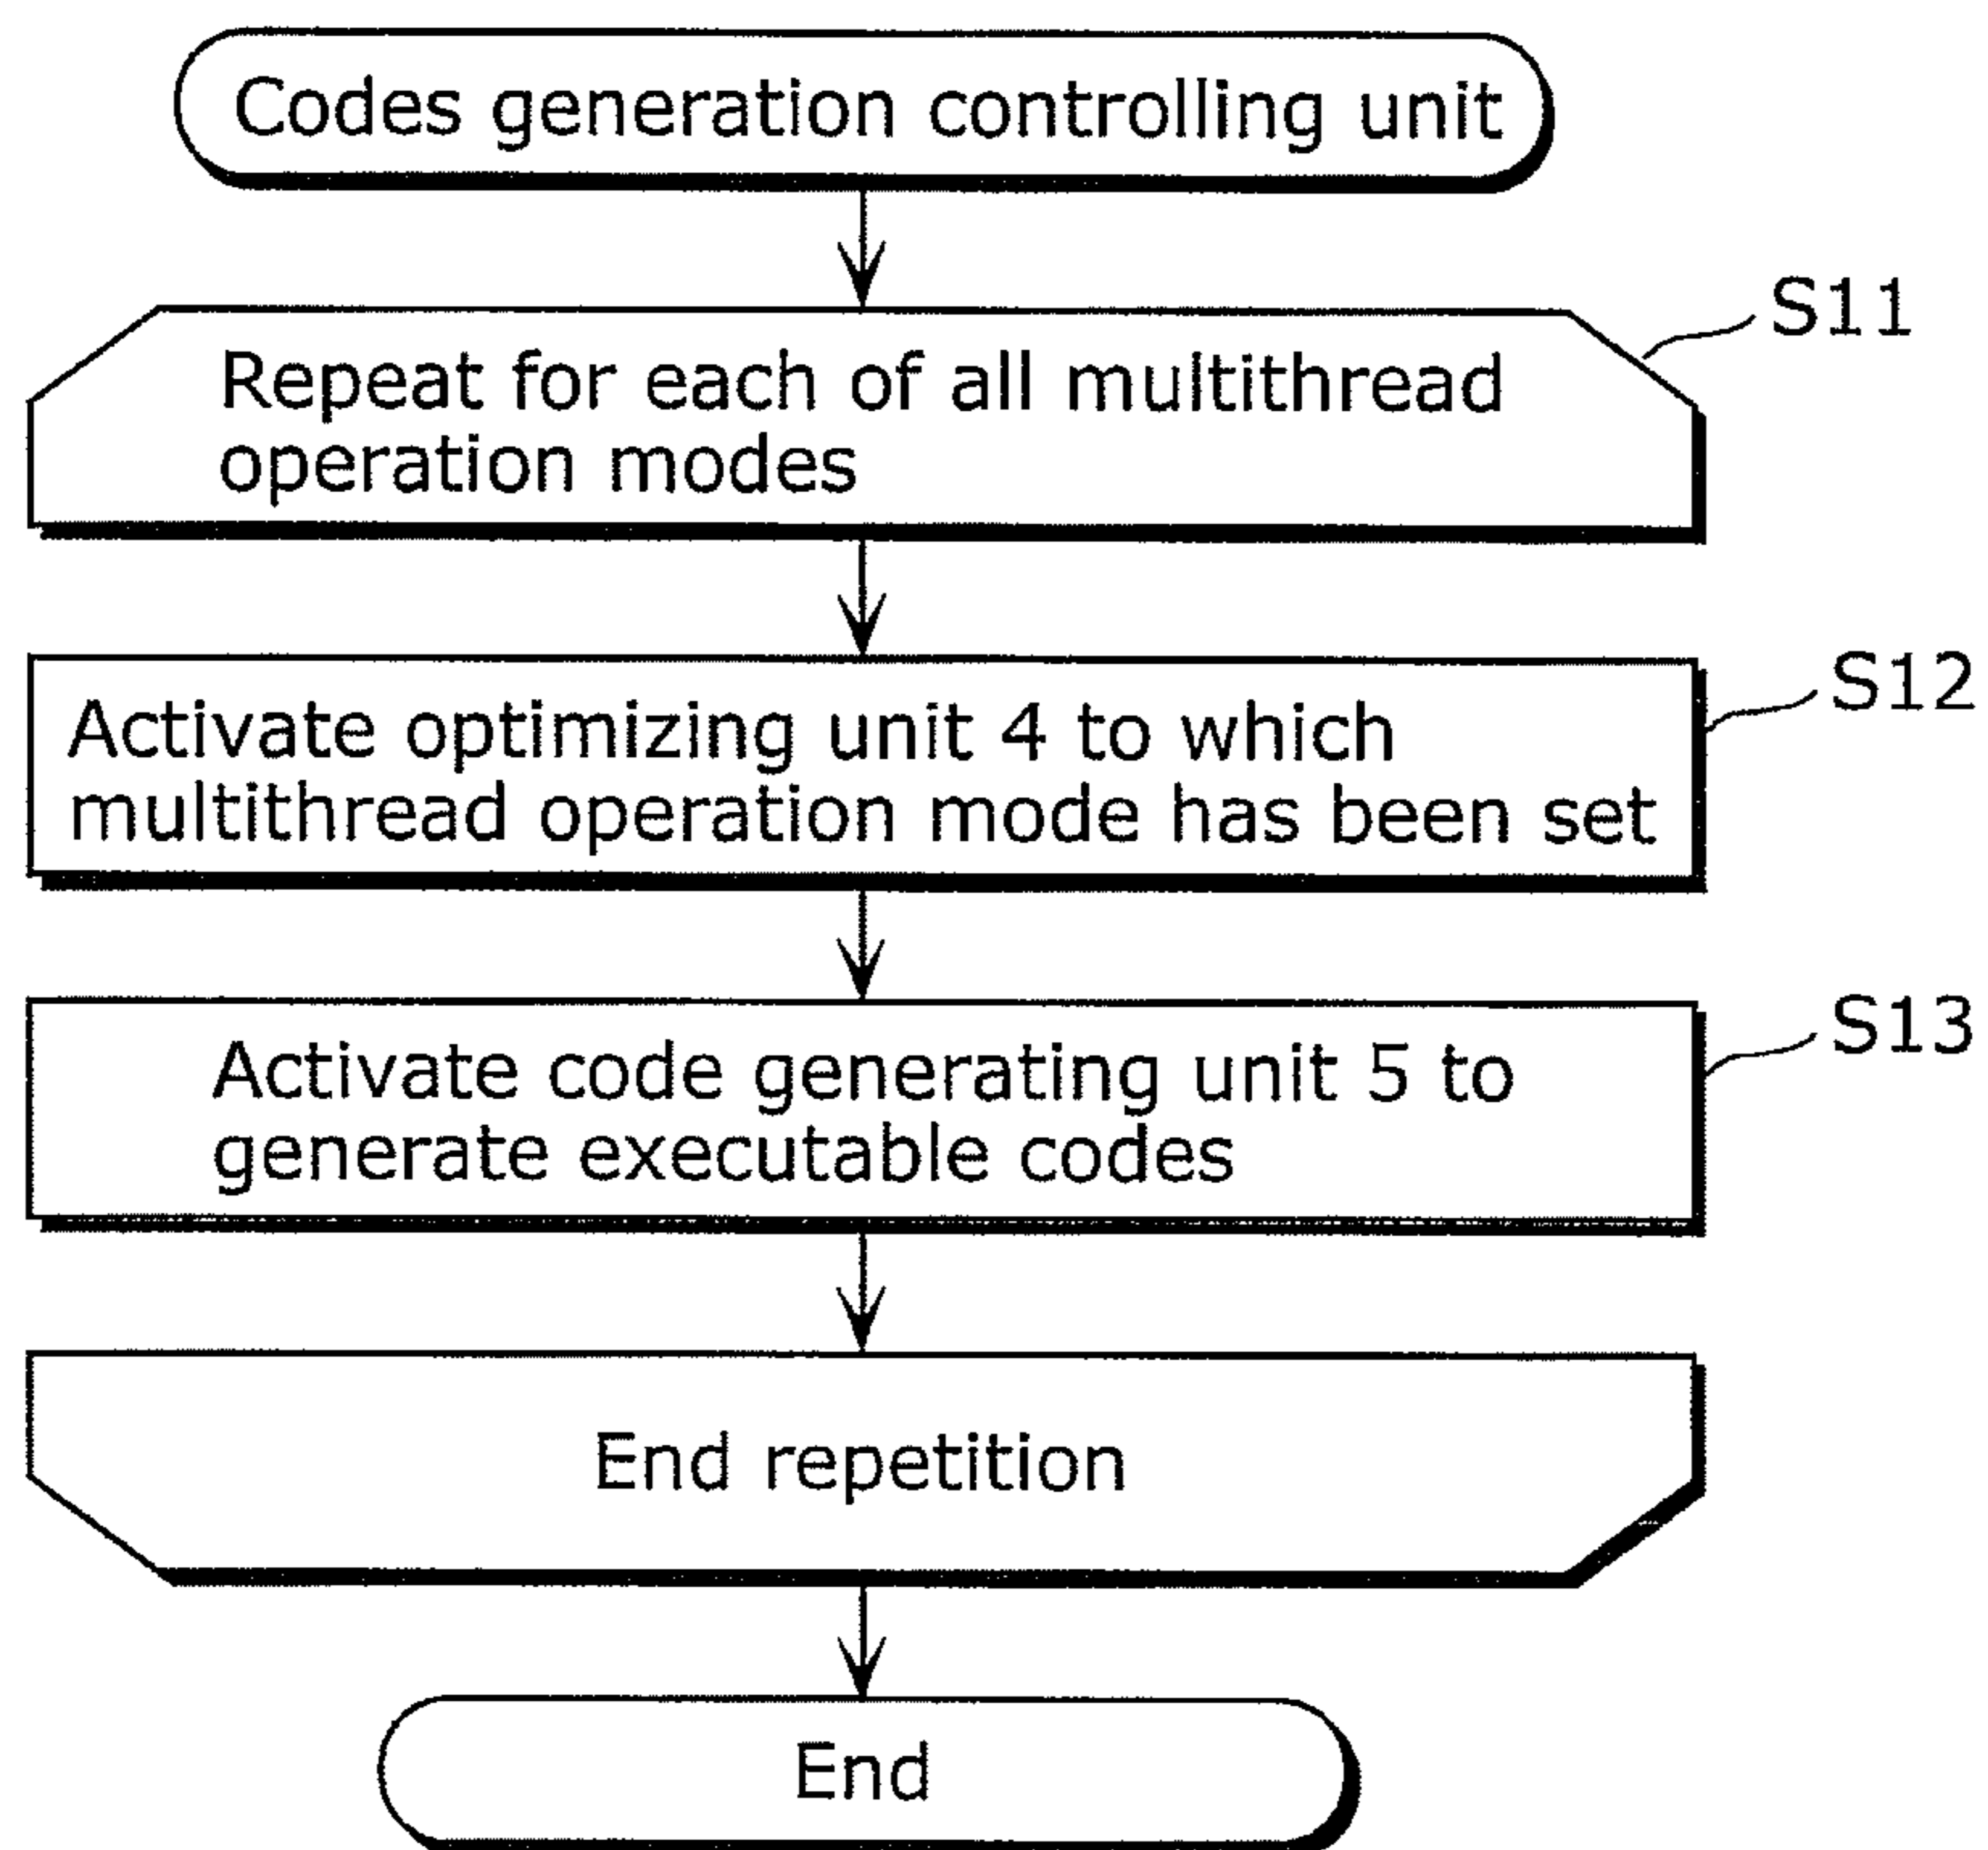 Codes generation controlling unit
S11
Repeat for each of all multithread
operation modes
S12
Activate optimizing unit 4 to which
multithread operation mode has been set
S13
Activate code generating unit 5 to
generate executable codes
End repetition
End